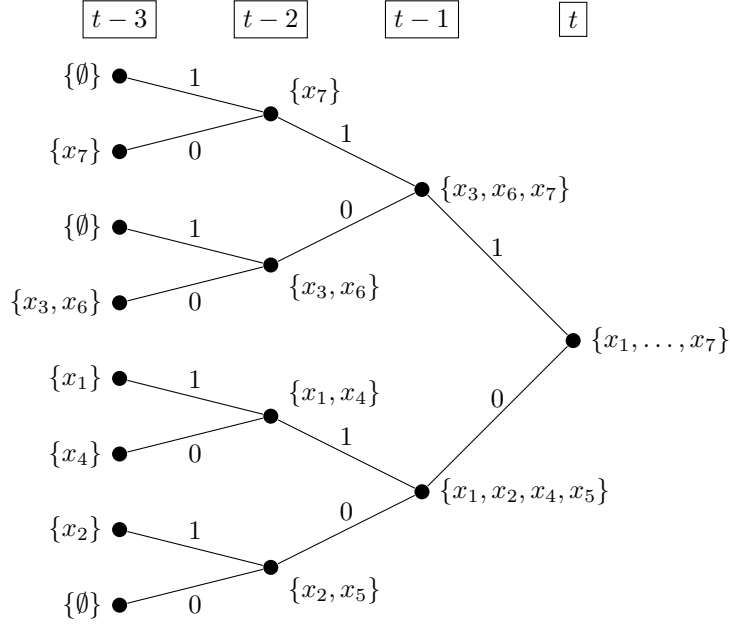 t − 3 t − 2 t − 1 t
{∅} 1 {x₇}
{x₇} 0 1
{∅} 1 0 {x₃, x₆, x₇}
{x₃, x₆} 0 {x₃, x₆} 1
{x₁, . . . , x₇}
{x₁} 1 {x₁, x₄} 0
{x₄} 0 1
{x₂} 1 0 {x₁, x₂, x₄, x₅}
{∅} 0 {x₂, x₅}